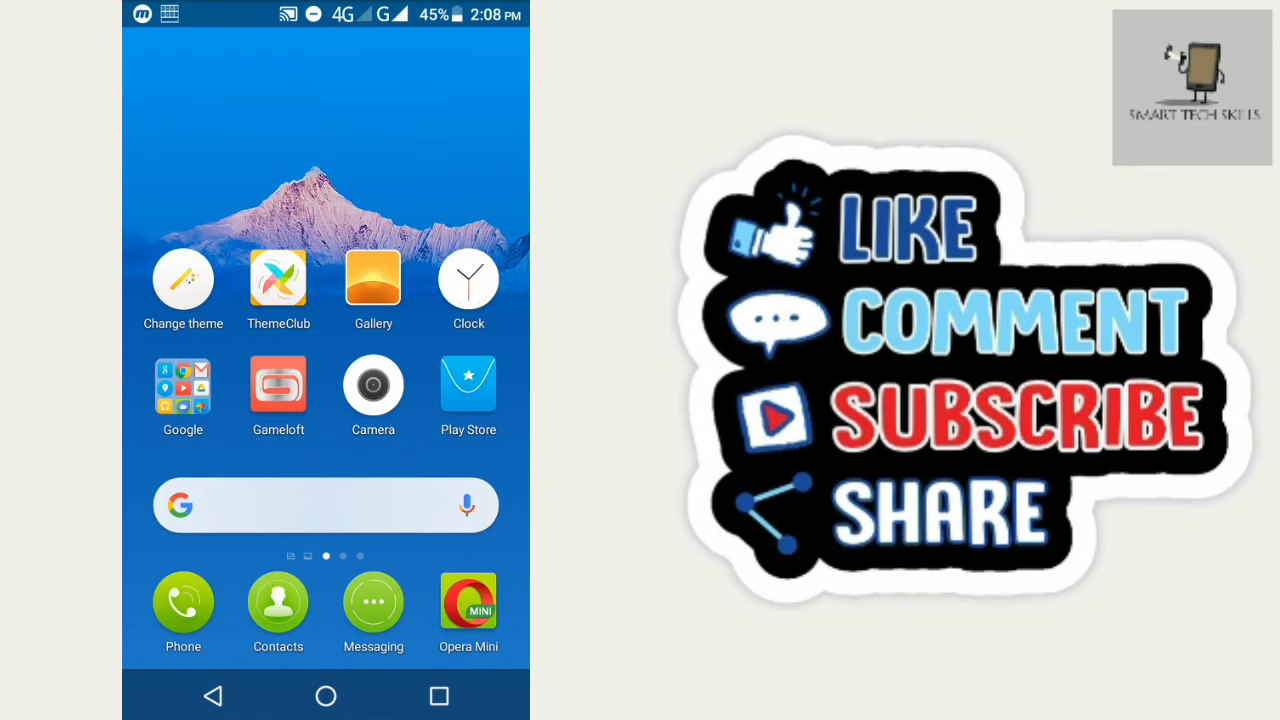 4G G 45% 2:08 PM
Change theme ThemeClub Gallery Clock
Google Gameloft Camera Play Store
Phone Contacts Messaging Opera Mini
MINI
SMART TECH SKILLS
LIKE
COMMENT
SUBSCRIBE
SHARE